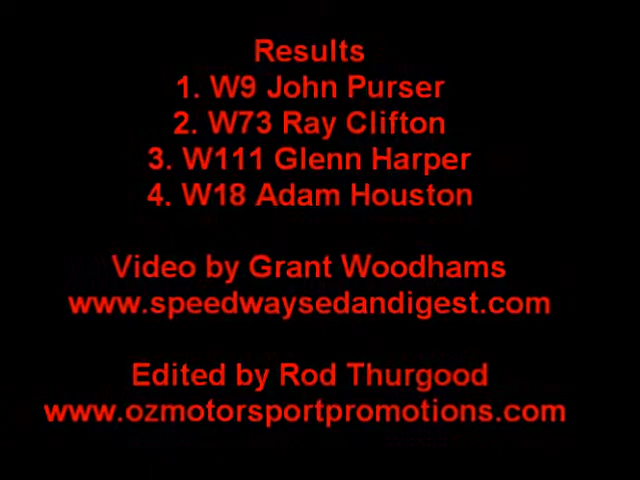 Results
1. W9 John Purser
2. W73 Ray Clifton
3. W111 Glenn Harper
4. W18 Adam Houston
Video by Grant Woodhams
www.speedwaysedandigest.com
Edited by Rod Thurgood
www.ozmotorsportpromotions.com